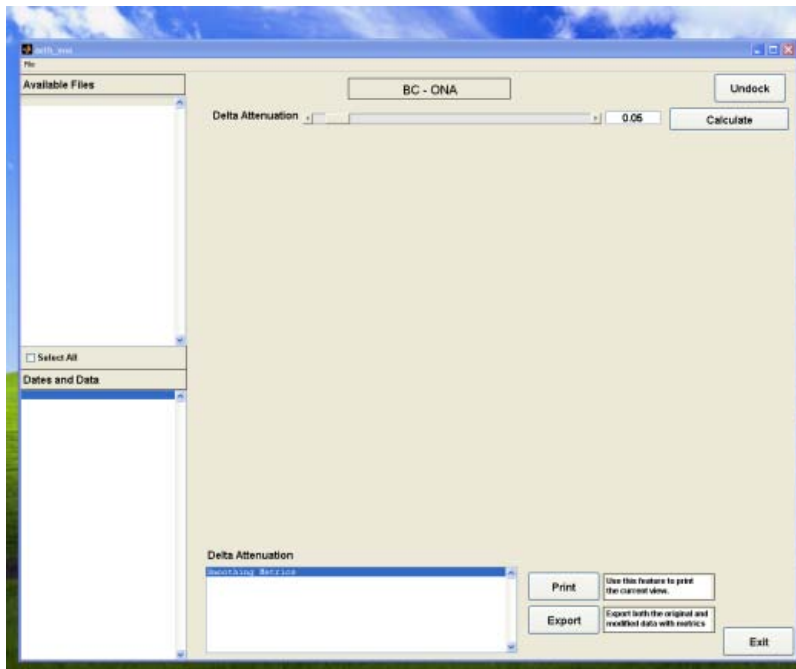 File
Available Files
BC - ONA
Undock
Delta Attenuation
0.05
Calculate
Select All
Dates and Data
Delta Attenuation
Smoothing Metrics
Print
Use this feature to print
the current view.
Export
Export both the original and
modified data with metrics
Exit